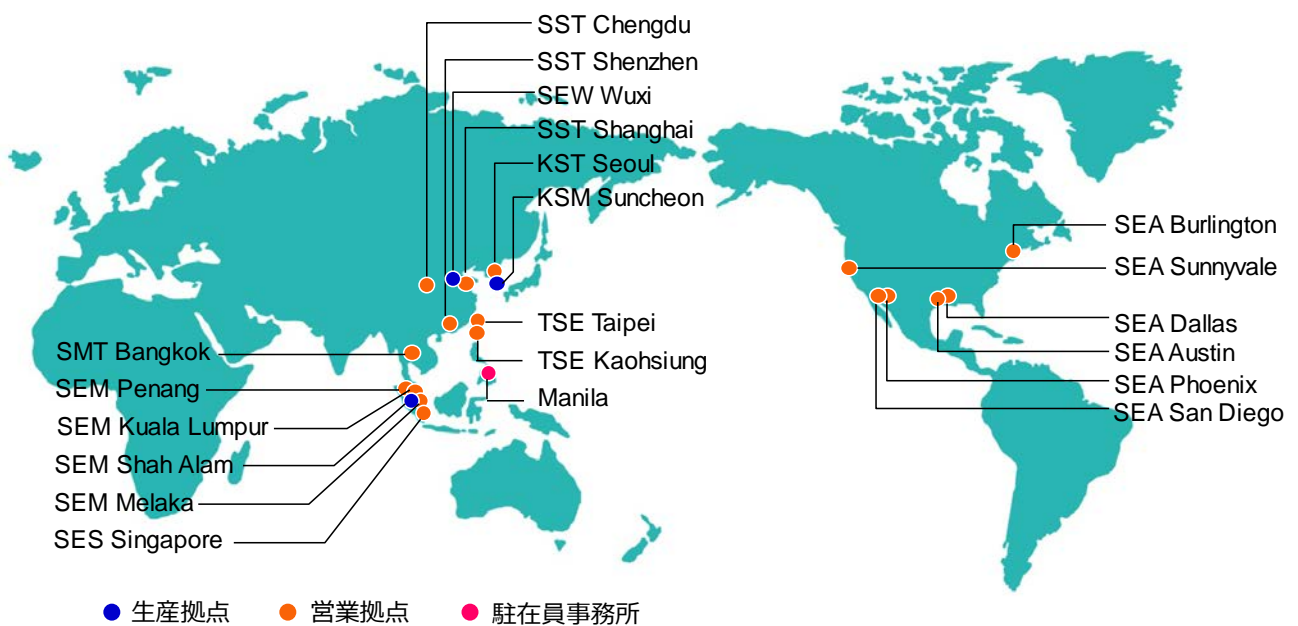 SST Chengdu
SST Shenzhen
SEW Wuxi
SST Shanghai
KST Seoul
KSM Suncheon
TSE Taipei
TSE Kaohsiung
Manila
SMT Bangkok
SEM Penang
SEM Kuala Lumpur
SEM Shah Alam
SEM Melaka
SES Singapore
SEA Burlington
SEA Sunnyvale
SEA Dallas
SEA Austin
SEA Phoenix
SEA San Diego
生産拠点 営業拠点 駐在員事務所